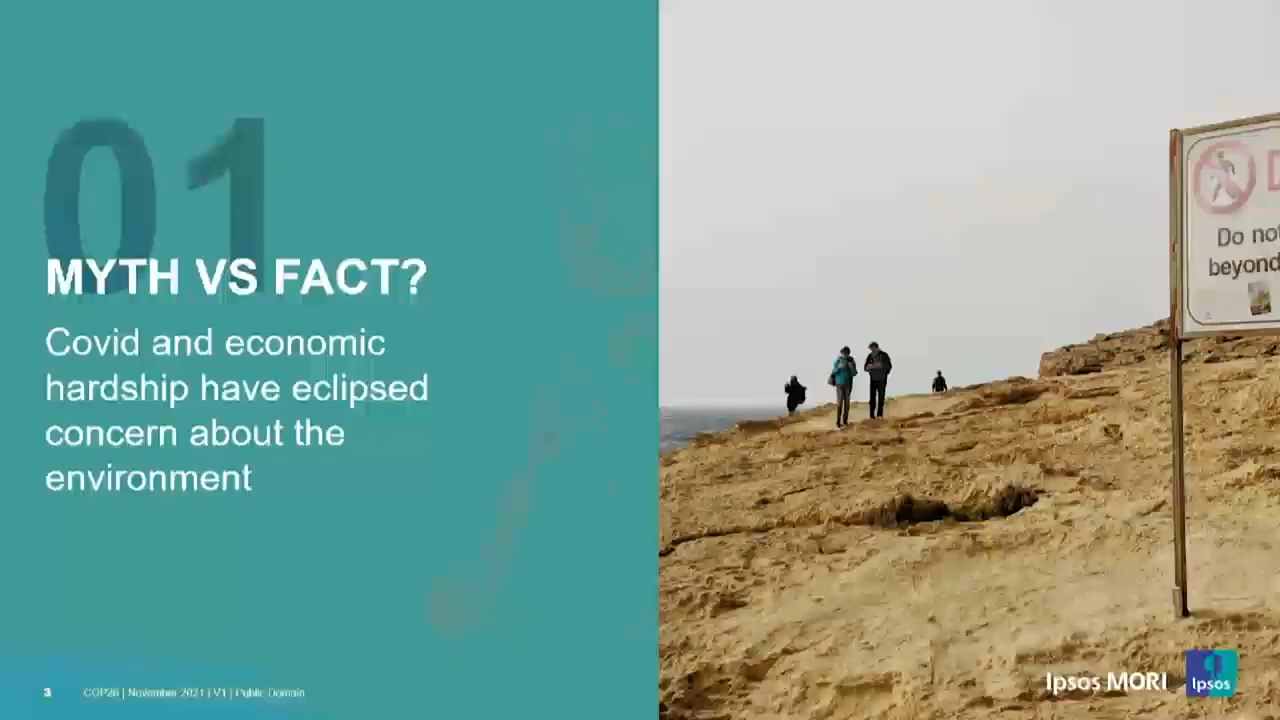 01
MYTH VS FACT?
Covid and economic
hardship have eclipsed
concern about the
environment
3 COP26 | November 2021 | V1 | Public Domain
D
Do not
beyond
Ipsos MORI
Ipsos